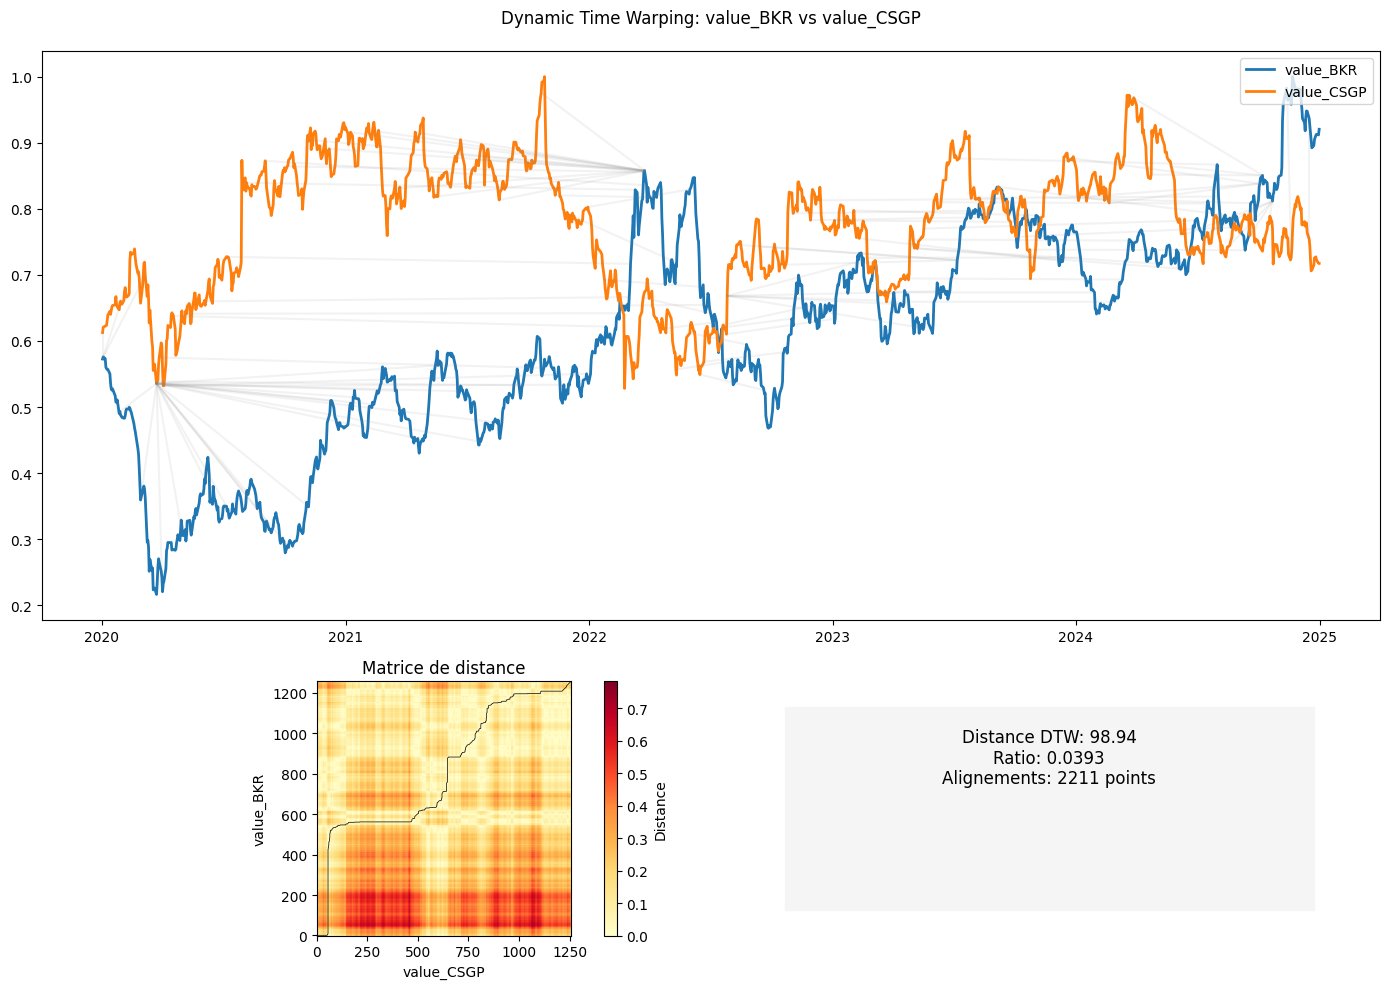 Dynamic Time Warping: value_BKR vs value_CSGP
1.0
0.9
0.8
0.7
0.6
0.5
0.4
0.3
0.2
value_BKR
value_CSGP
2020 2021 2022 2023 2024 2025
Matrice de distance
1200
1000
800
600
400
200
0
value_BKR
0 250 500 750 1000 1250
value_CSGP
0.7
0.6
0.5
0.4
0.3
0.2
0.1
0.0
Distance
Distance DTW: 98.94
Ratio: 0.0393
Alignements: 2211 points